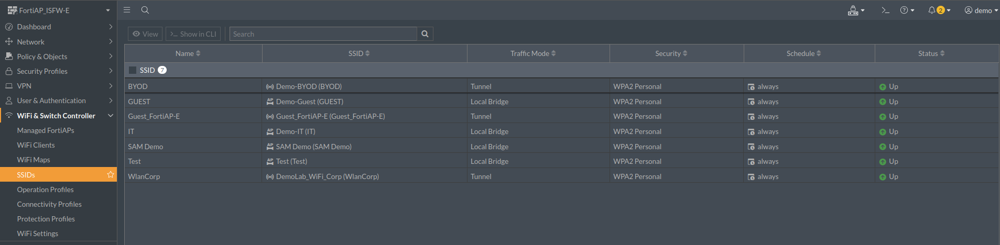 FortiAP_ISFW-E
2
demo
Dashboard
Network
Policy & Objects
Security Profiles
VPN
User & Authentication
WiFi & Switch Controller
Managed FortiAPs
WiFi Clients
WiFi Maps
SSIDs
Operation Profiles
Connectivity Profiles
Protection Profiles
WiFi Settings
View Show in CLI Search
Name SSID Traffic Mode Security Schedule Status
SSID 7
BYOD Demo-BYOD (BYOD) Tunnel WPA2 Personal always Up
GUEST AP Demo-Guest (GUEST) Local Bridge WPA2 Personal always Up
Guest_FortiAP-E Guest_FortiAP-E (Guest_FortiAP-E) Tunnel WPA2 Personal always Up
IT AP Demo-IT (IT) Local Bridge WPA2 Personal always Up
SAM Demo AP SAM Demo (SAM Demo) Local Bridge WPA2 Personal always Up
Test AP Test (Test) Local Bridge WPA2 Personal always Up
WlanCorp DemoLab_WiFi_Corp (WlanCorp) Tunnel WPA2 Personal always Up